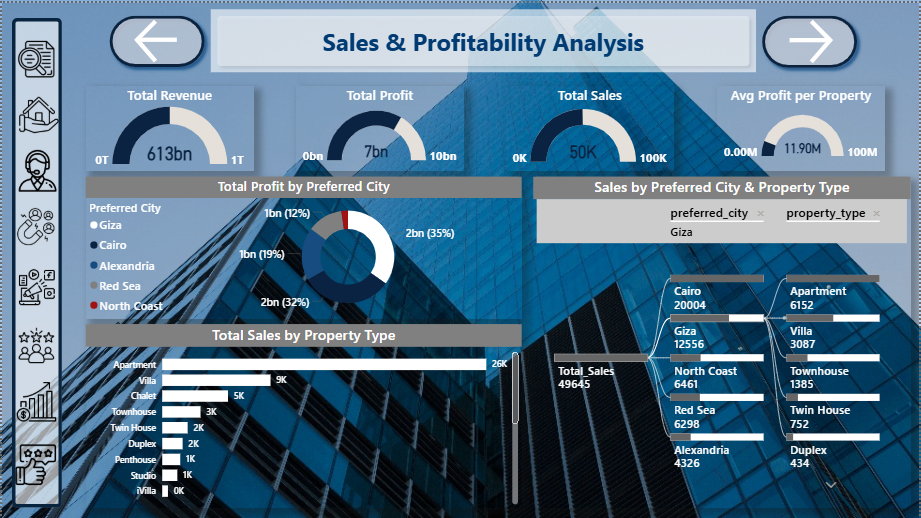 Sales & Profitability Analysis
Total Revenue
613bn
0T
1T
Total Profit
7bn
0bn
10bn
Total Sales
50K
0K
100K
Avg Profit per Property
11.90M
0.00M
100M
Total Profit by Preferred City
Preferred City
Giza
Cairo
Alexandria
Red Sea
North Coast
1bn (12%)
2bn (35%)
1bn (19%)
2bn (32%)
Total Sales by Property Type
Apartment 26K
Villa 9K
Chalet 5K
Townhouse 3K
Twin House 2K
Duplex 2K
Penthouse 1K
Studio 1K
iVilla 0K
Sales by Preferred City & Property Type
preferred_city × property_type ×
Giza
Total_Sales
49645
Cairo
20004
Giza
12556
North Coast
6461
Red Sea
6298
Alexandria
4326
Apartment
6152
Villa
3087
Townhouse
1385
Twin House
752
Duplex
434